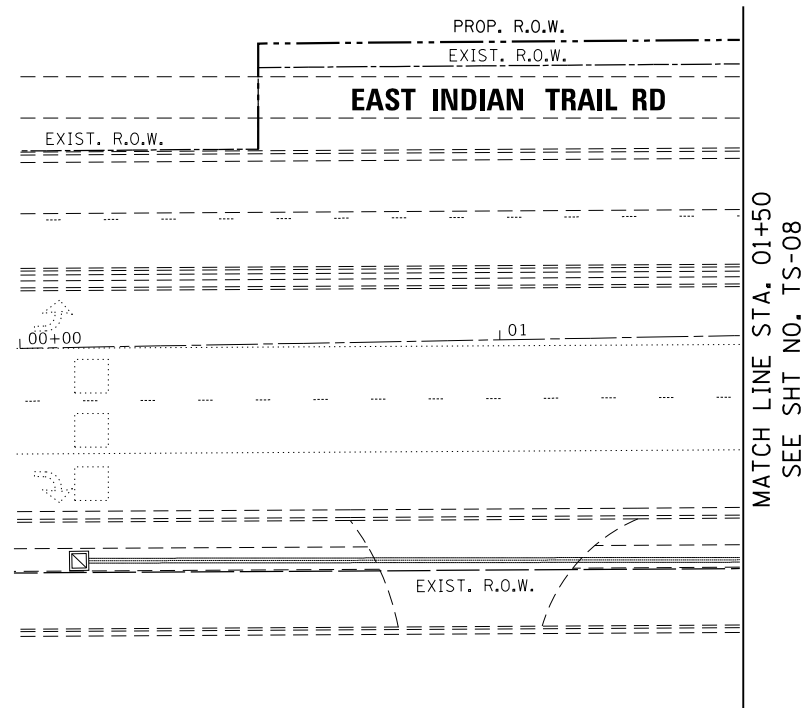 PROP. R.O.W.
EXIST. R.O.W.
EAST INDIAN TRAIL RD
EXIST. R.O.W.
00+00
01
EXIST. R.O.W.
MATCH LINE STA. 01+50
SEE SHT NO. TS-08